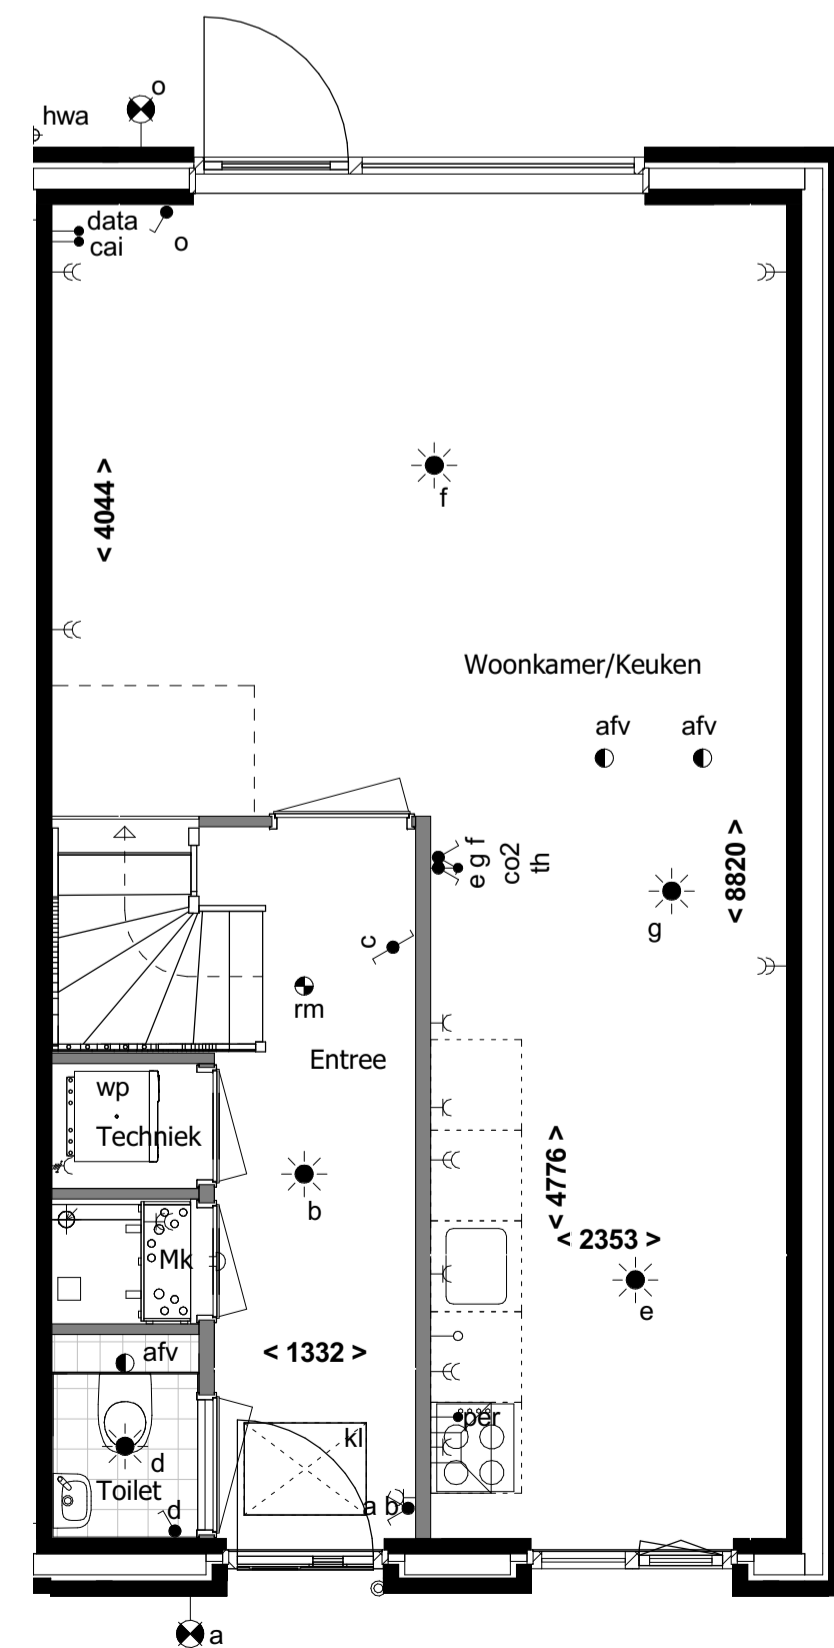 o
hwa
data
cai
o
f
< 4044 >
Woonkamer/Keuken
afv
afv
e g f
co2
th
< 8820 >
g
c
rm
Entree
wp
Techniek
b
< 4776 >
< 2353 >
e
Mk
afv
< 1332 >
kl
per
d
Toilet
d
a b
a